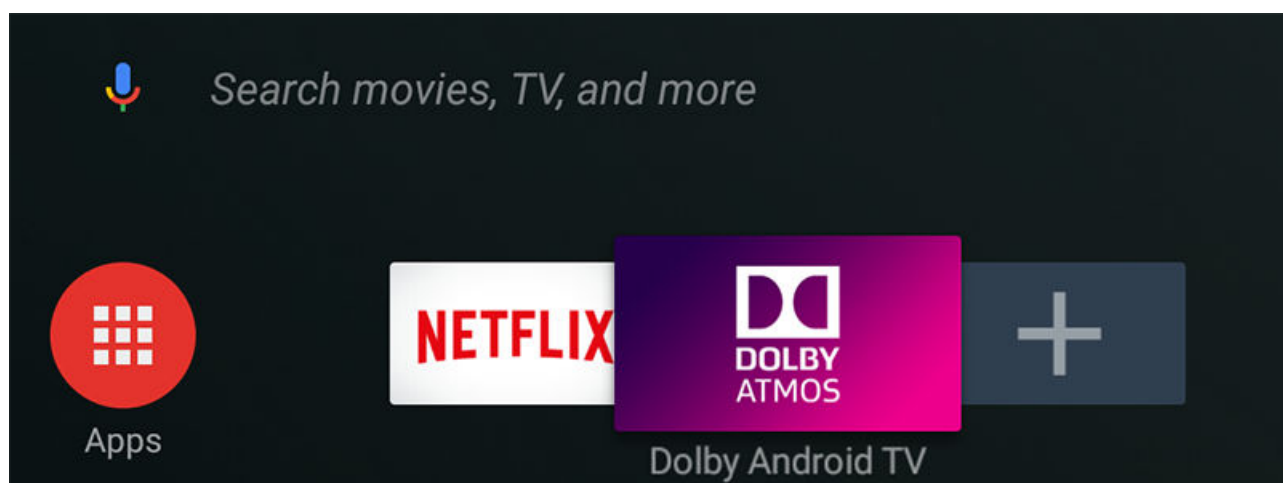 Search movies, TV, and more
NETFLIX
DOLBY
ATMOS
Apps
Dolby Android TV